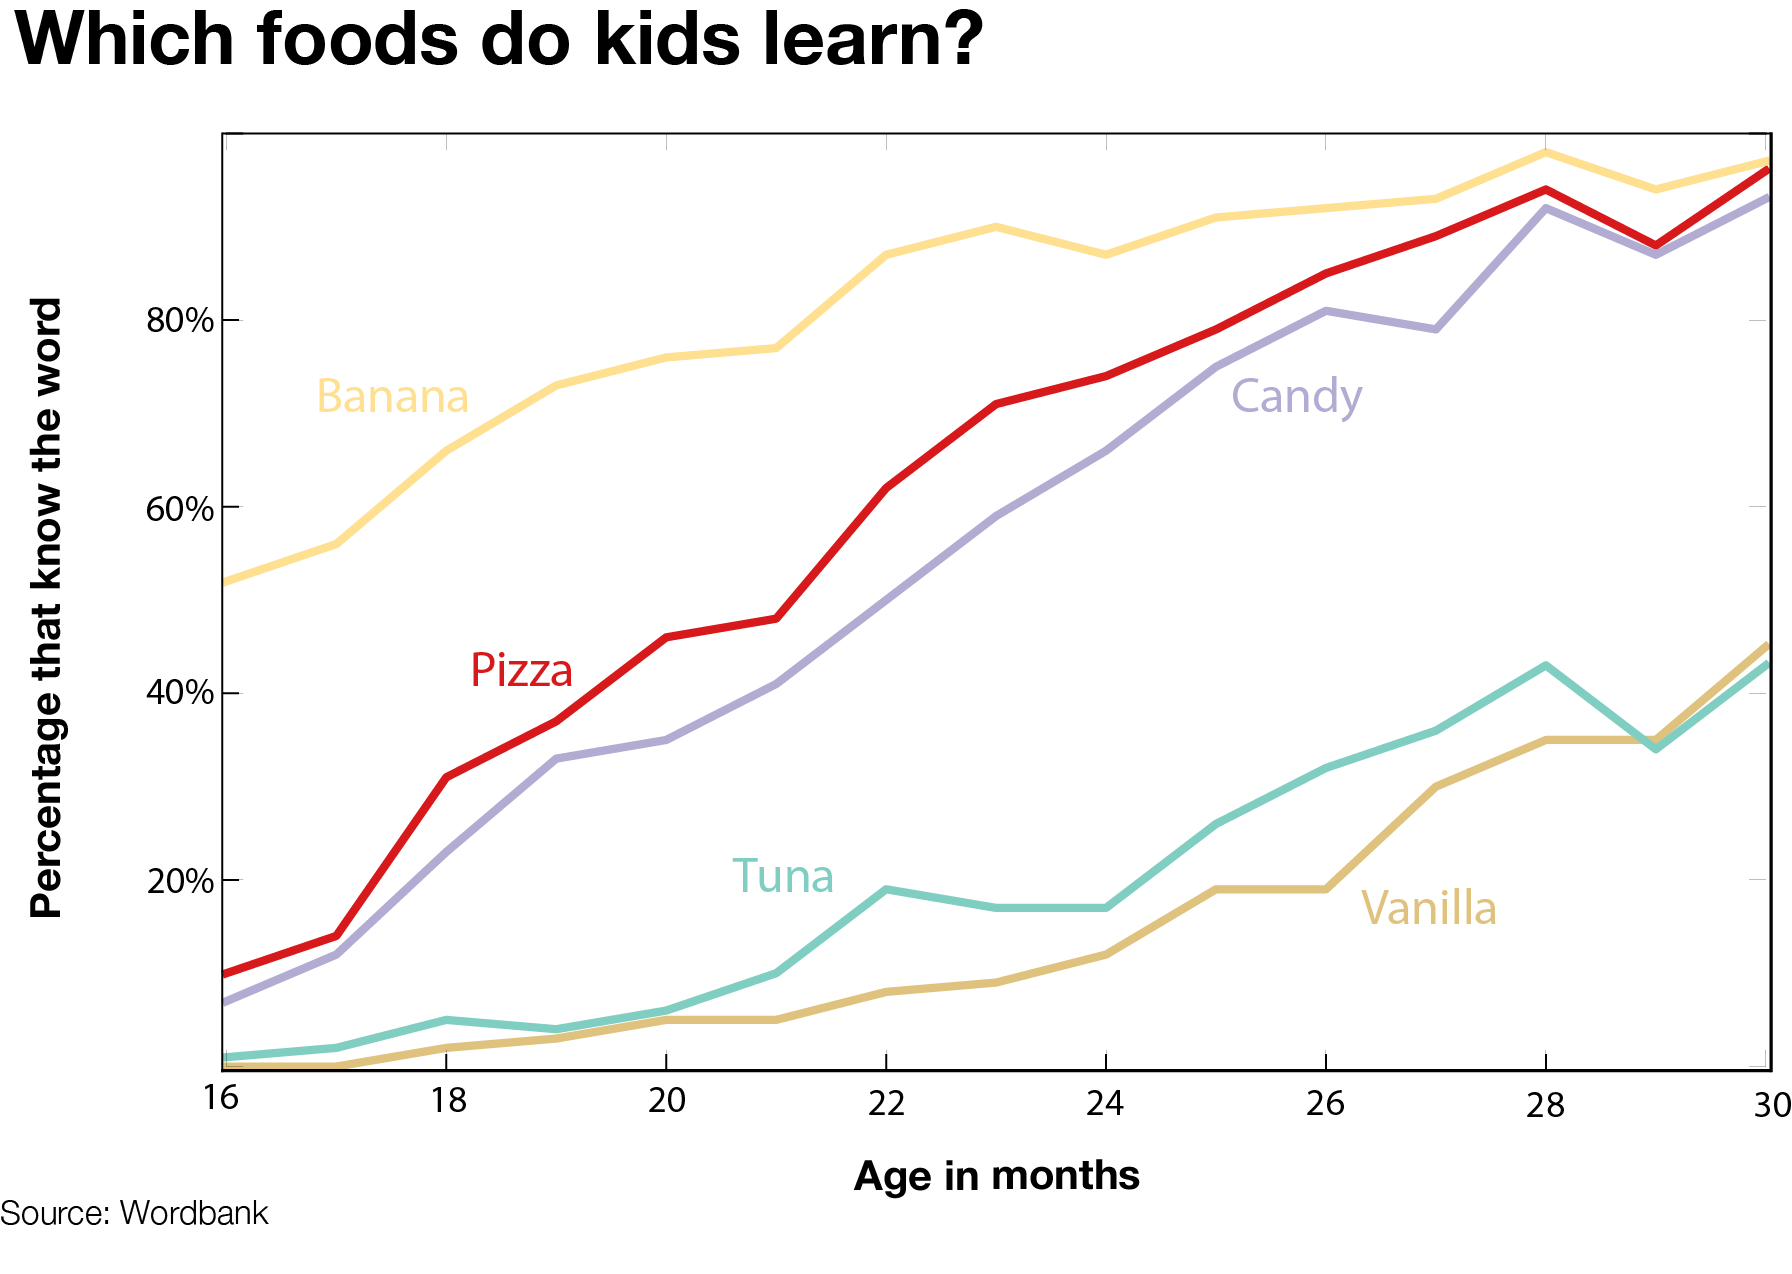 Which foods do kids learn?
Percentage that know the word
80%
60%
40%
20%
Banana
Pizza
Candy
Tuna
Vanilla
16 18 20 22 24 26 28 30
Age in months
Source: Wordbank